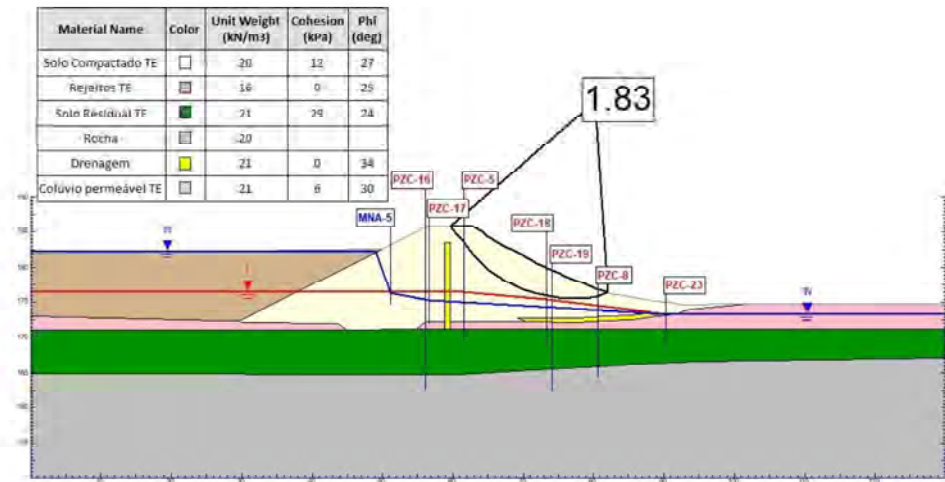 Material Name Color Unit Weight (kN/m3) Cohesion (kPa) Phi (deg)
Solo Compactado TE 20 12 27
Rejeitos TE 16 0 25
Solo Residual TE 21 29 24
Rocha 20
Drenagem 21 0 34
Colúvio permeável TE 21 6 30
1.83
PZC-16
PZC-5
PZC-17
MNA-5
PZC-18
PZC-19
PZC-8
PZC-23